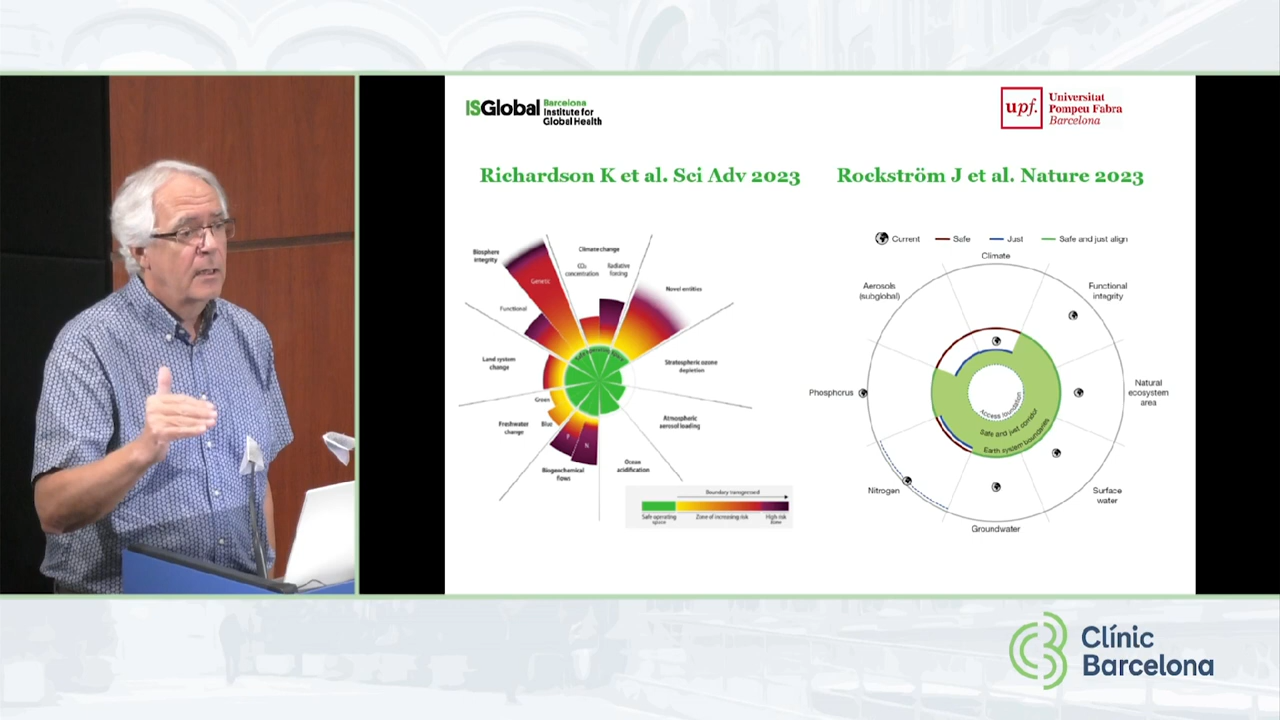 ISGlobal Barcelona
Institute for
Global Health
upf.
Universitat
Pompeu Fabra
Barcelona
Richardson K et al. Sci Adv 2023
Rockström J et al. Nature 2023
Biosphere
integrity
Climate change
CO₂
concentration
Radiative
forcing
Genetic
Novel entities
Functional
Safe operating space
Land system
change
Stratospheric ozone
depletion
Green
Freshwater
change
Blue
Atmospheric
aerosol loading
P
N
Biogeochemical
flows
Ocean
acidification
Boundary transgressed
Safe operating
space
Zone of increasing risk
High risk
zone
Current
Safe
Just
Safe and just align
Climate
Aerosols
(subglobal)
Functional
integrity
Phosphorus
Natural
ecosystem
area
Access foundation
Safe and just corridor
Earth system boundaries
Nitrogen
Surface
water
Groundwater
Clínic
Barcelona